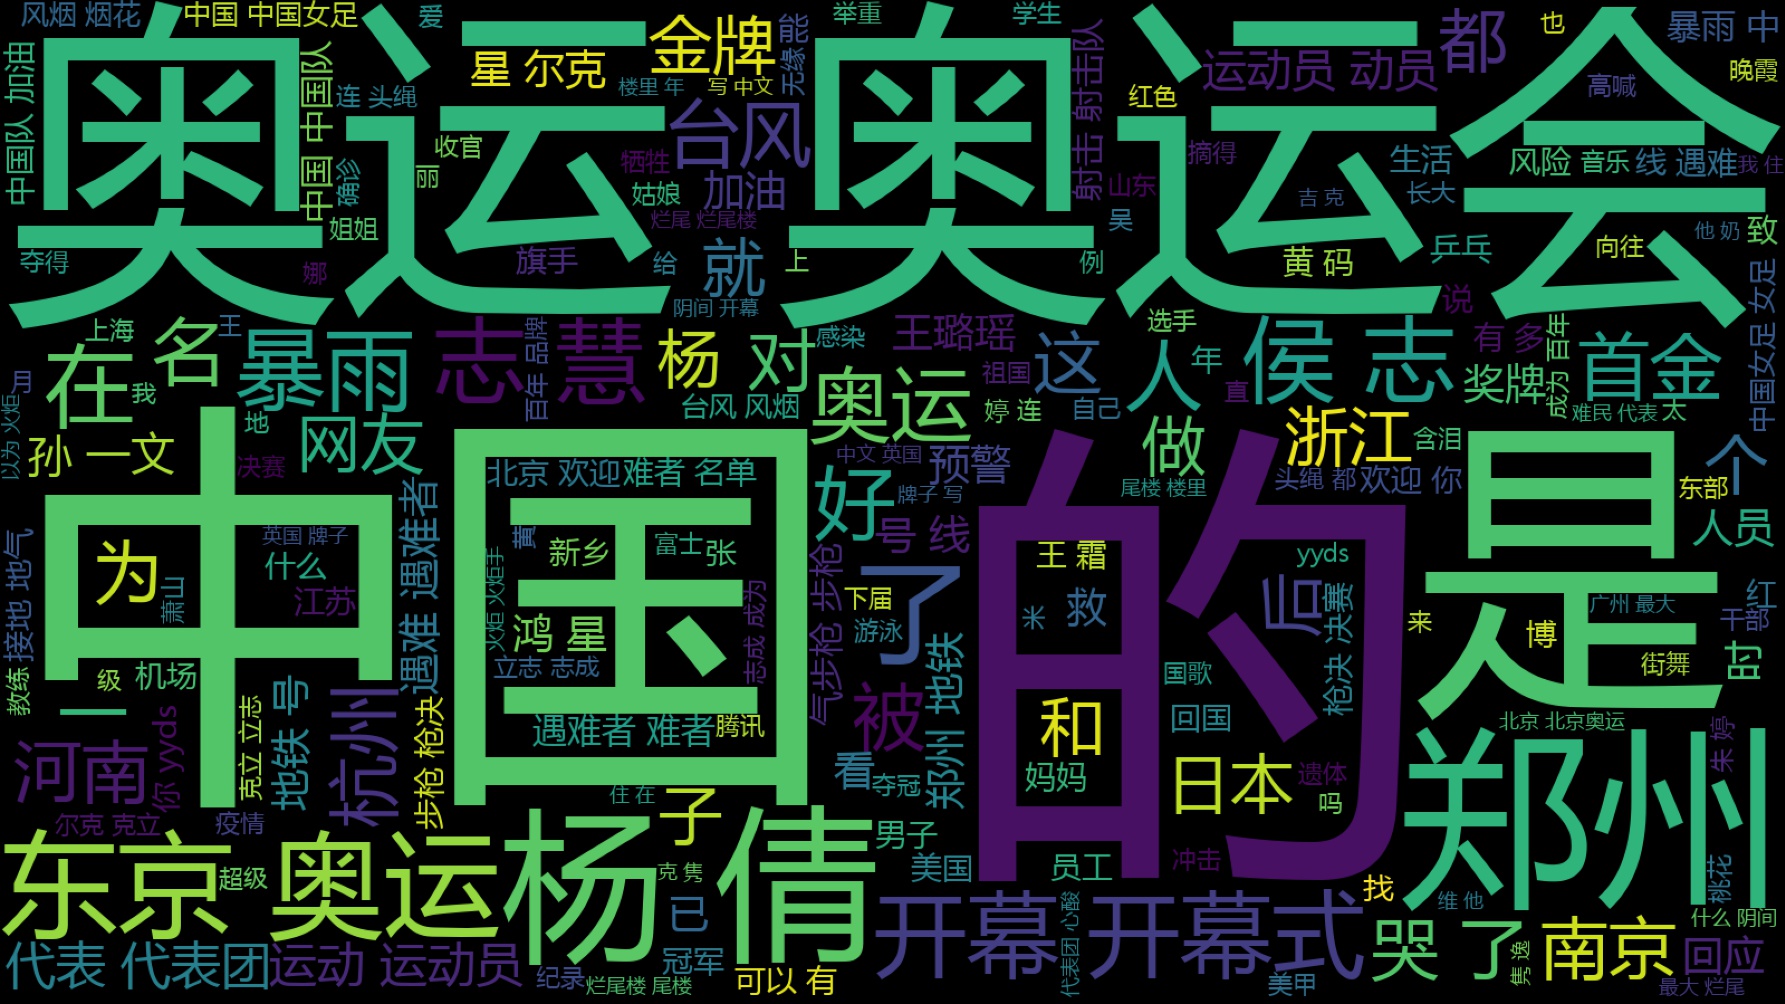 风烟 烟花
中国 中国女足
爱
举重
学生
也
暴雨 中
奥运 奥运会
中国队 加油
中国 中国队
连 头绳
星 尔克
金牌
能
无缘
楼里 年
写 中文
射击 射击队
红色
运动员 动员
都
高喊
晚霞
台风
加油
收官
丽
确诊
牺牲
姑娘
烂尾 烂尾楼
摘得
山东
生活
长大
吉 克
风险
音乐
线 遇难
我 住
姐姐
夺得
娜
旗手
给
就
阴间 开幕
上
吴
例
黄 码
乒乓
向往
他 奶
致
说
中国女足 女足
上海
王
在
名
我
月
暴雨
志 慧
百年 品牌
杨 对
感染
台风 风烟
王璐瑶
祖国
这
选手
人
年
直
侯 志
有 多
百年
成为
奖牌
首金
难民 代表
太
以为 火炬
孙 一文
地
决赛
网友
奥运
婷 连
自己
做
浙江
含泪
个
中国
北京 欢迎
难者 名单
好
中文 英国
预警
牌子 写
尾楼 楼里
头绳 都
欢迎 你
东部
人员
的
是
接地 地气
英国 牌子
为
什么
萧山
江苏
遇难 遇难者
黄
火炬 火炬手
新乡
富士
张
鸿 星
立志 志成
志成 成为
气步枪 步枪
号 线
了
下届
游泳
王 霜
米
救
yyds
后
枪决 决赛
来
广州 最大
博
街舞
红
干部
时
教练
级
机场
一
遇难者 难者
腾讯
被
郑州 地铁
和
国歌
回国
北京 北京奥运
朱 婷
河南
你 yyds
克立 立志
地铁 号
杭州
步枪 枪决
看
夺冠
妈妈
日本
遗体
吗
郑州
尔克 克立
疫情
住 在
子
男子
东京 奥运
超级
杨 倩
克 隽
已
美国
员工
冲击
找
维 他
桃花
什么 阴间
代表 代表团
运动 运动员
纪录
烂尾楼 尾楼
冠军
可以 有
开幕 开幕式
代表团 心酸
美甲
哭 了
隽 逸
南京
回应
最大 烂尾